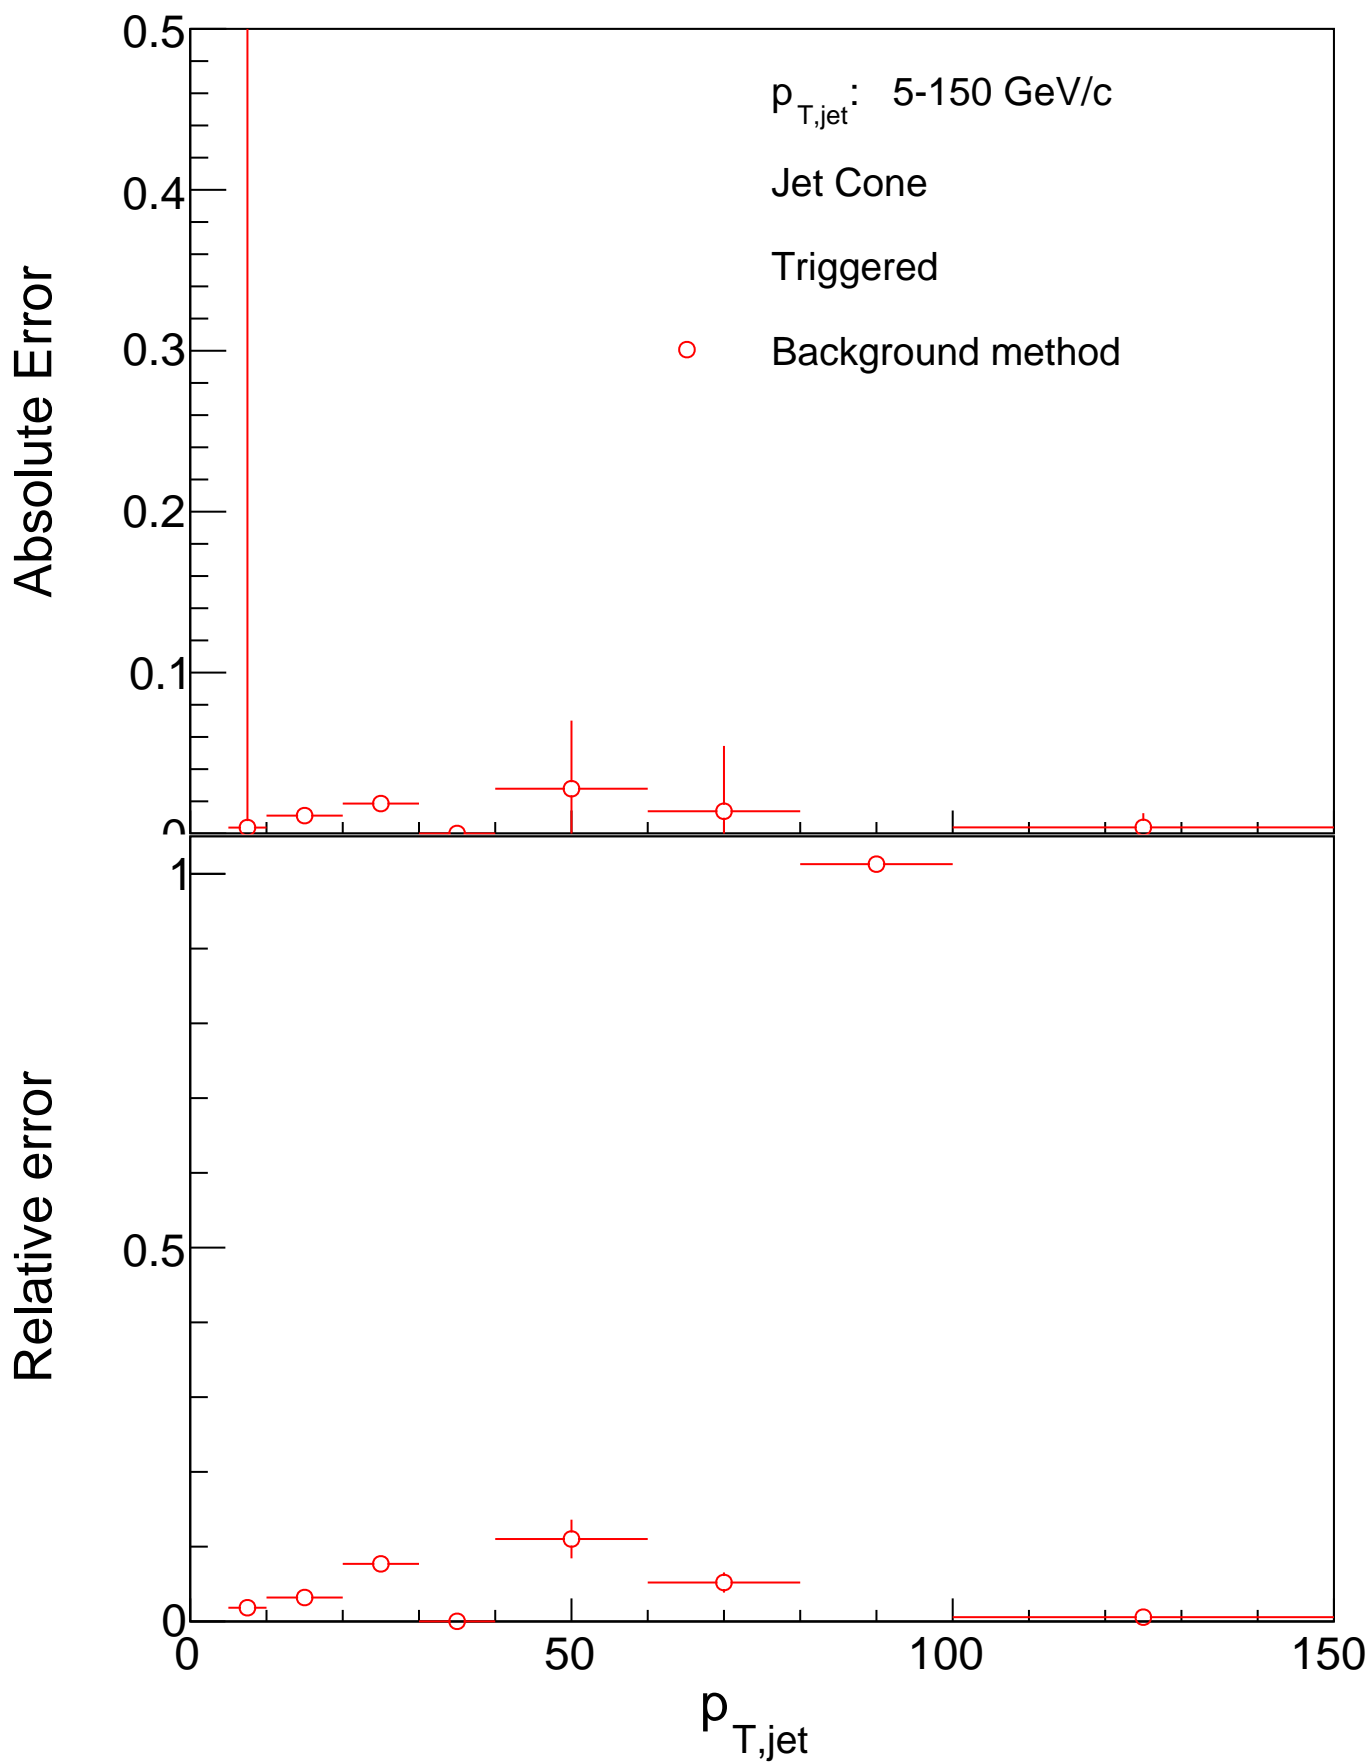 0.5
p T,jet: 5-150 GeV/c
0.4
Jet Cone
Triggered
0.3
Background method
Absolute Error
0.2
0.1
0
1
Relative error
0.5
0
0 50 100 150
p T,jet